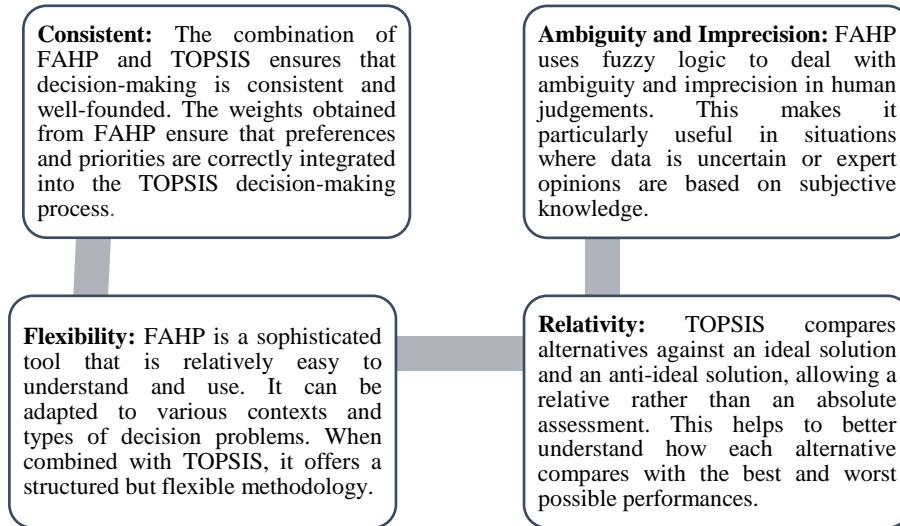 Consistent: The combination of
FAHP and TOPSIS ensures that
decision-making is consistent and
well-founded. The weights obtained
from FAHP ensure that preferences
and priorities are correctly integrated
into the TOPSIS decision-making
process.
Ambiguity and Imprecision: FAHP
uses fuzzy logic to deal with
ambiguity and imprecision in human
judgements. This makes it
particularly useful in situations
where data is uncertain or expert
opinions are based on subjective
knowledge.
Flexibility: FAHP is a sophisticated
tool that is relatively easy to
understand and use. It can be
adapted to various contexts and
types of decision problems. When
combined with TOPSIS, it offers a
structured but flexible methodology.
Relativity: TOPSIS compares
alternatives against an ideal solution
and an anti-ideal solution, allowing a
relative rather than an absolute
assessment. This helps to better
understand how each alternative
compares with the best and worst
possible performances.